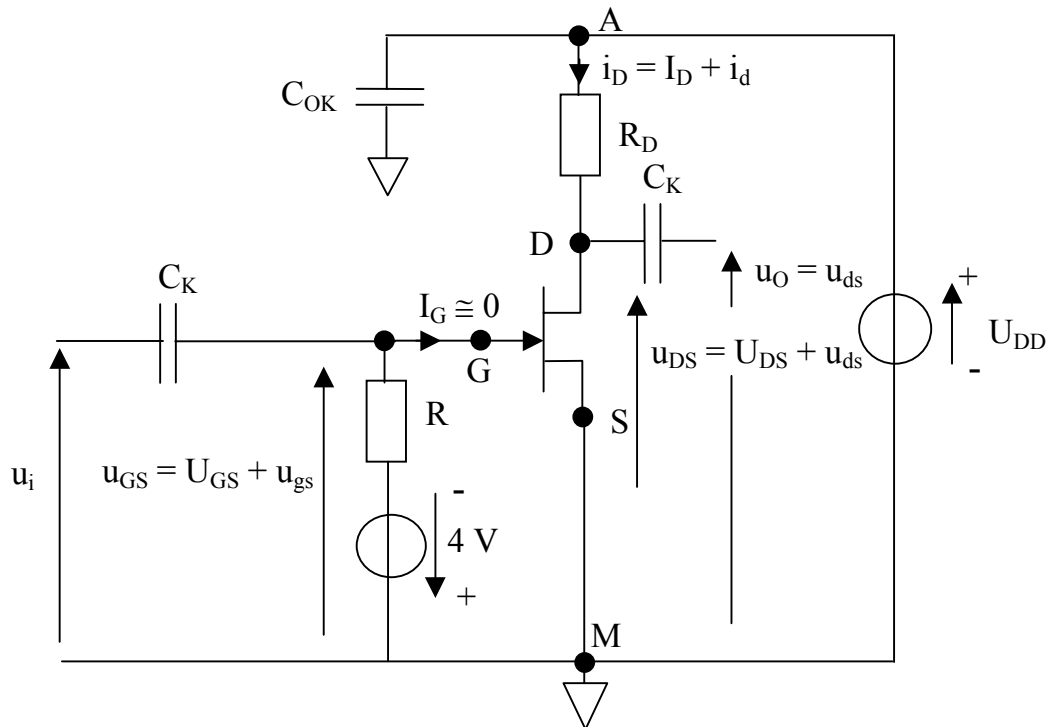 A
i_D = I_D + i_d
C_OK
R_D
C_K
D
C_K
I_G ≅ 0
u_O = u_ds
+
U_DD
-
u_DS = U_DS + u_ds
G
S
R
u_i
u_GS = U_GS + u_gs
-
4 V
+
M